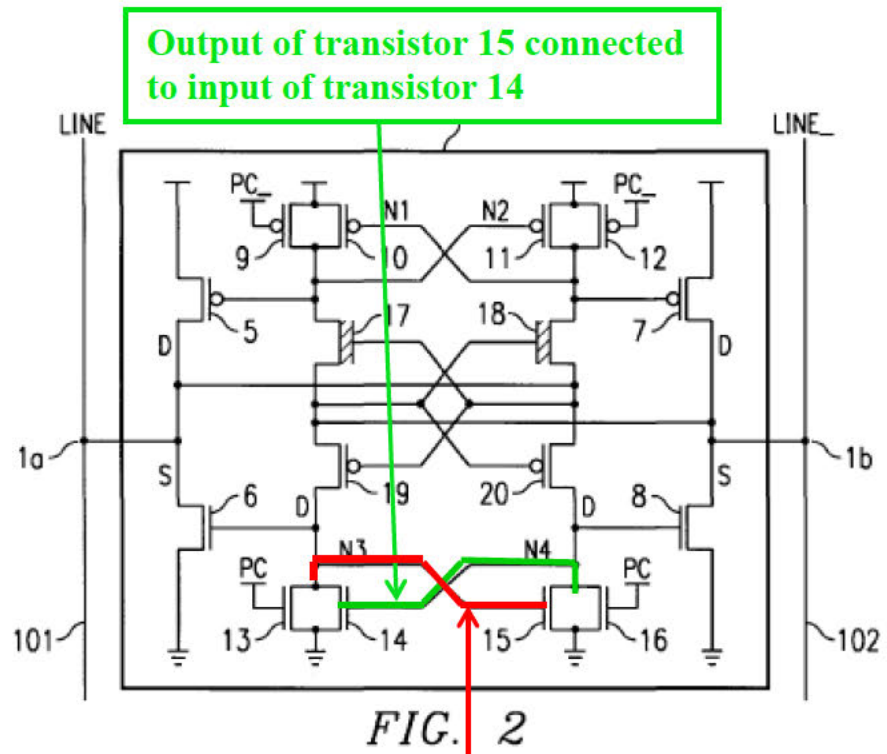 Output of transistor 15 connected
to input of transistor 14
LINE
LINE_
PC_
N1
N2
PC_
9
10
11
12
5
17
18
7
D
D
1a
1b
S
S
6
19
20
8
D
D
N3
N4
PC
PC
13
14
15
16
101
102
FIG. 2